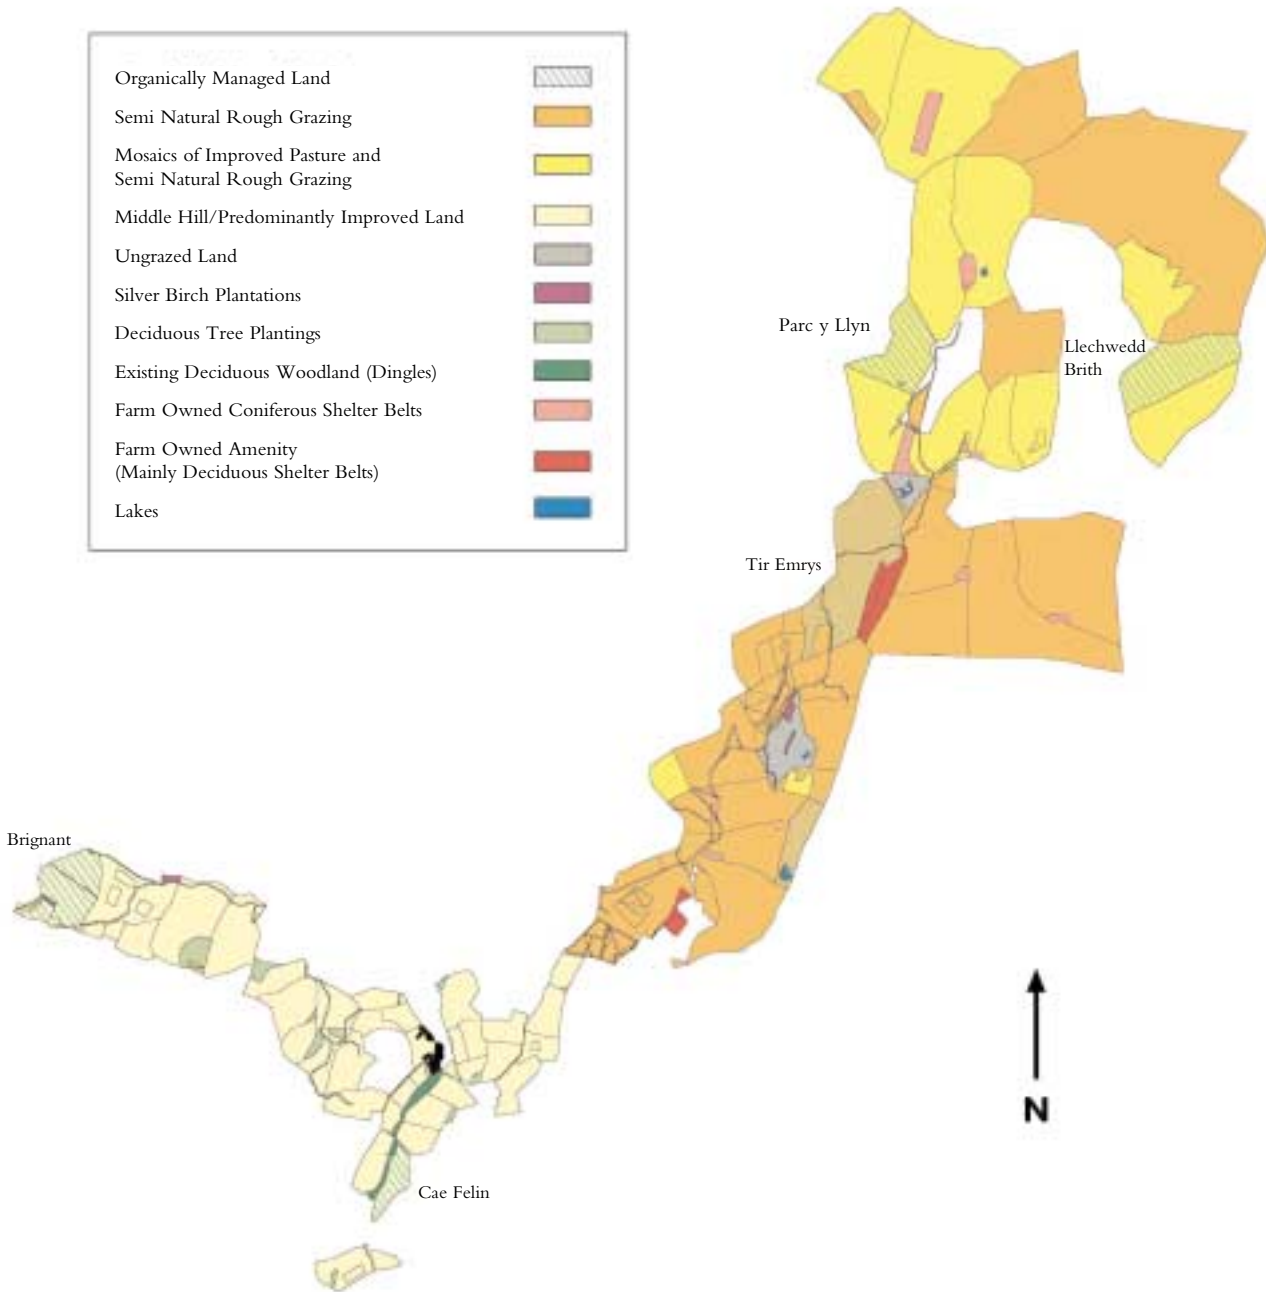 Organically Managed Land
Semi Natural Rough Grazing
Mosaics of Improved Pasture and
Semi Natural Rough Grazing
Middle Hill/Predominantly Improved Land
Ungrazed Land
Silver Birch Plantations
Deciduous Tree Plantings
Existing Deciduous Woodland (Dingles)
Farm Owned Coniferous Shelter Belts
Farm Owned Amenity
(Mainly Deciduous Shelter Belts)
Lakes
Parc y Llyn
Llechwedd
Brith
Tir Emrys
Brignant
Cae Felin
N